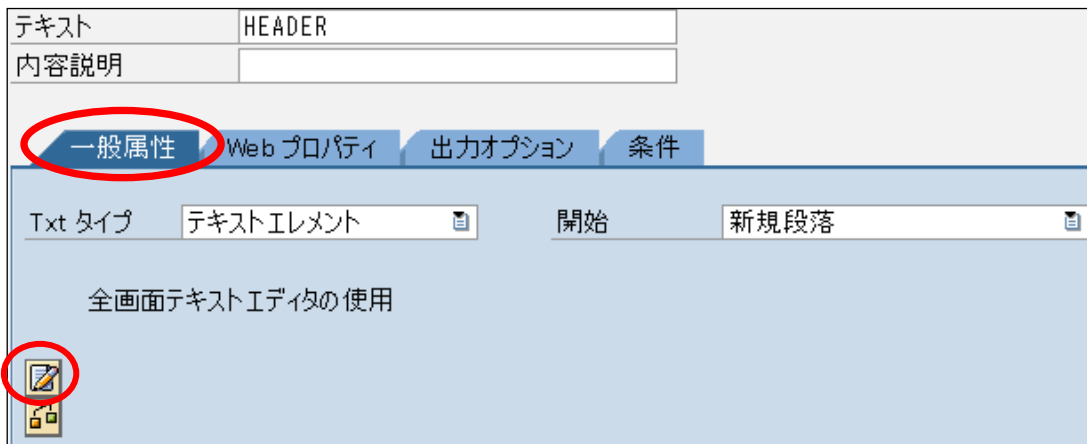 テキスト HEADER
内容説明
一般属性 Web プロパティ 出力オプション 条件
Txt タイプ テキストエレメント 開始 新規段落
全画面テキストエディタの使用